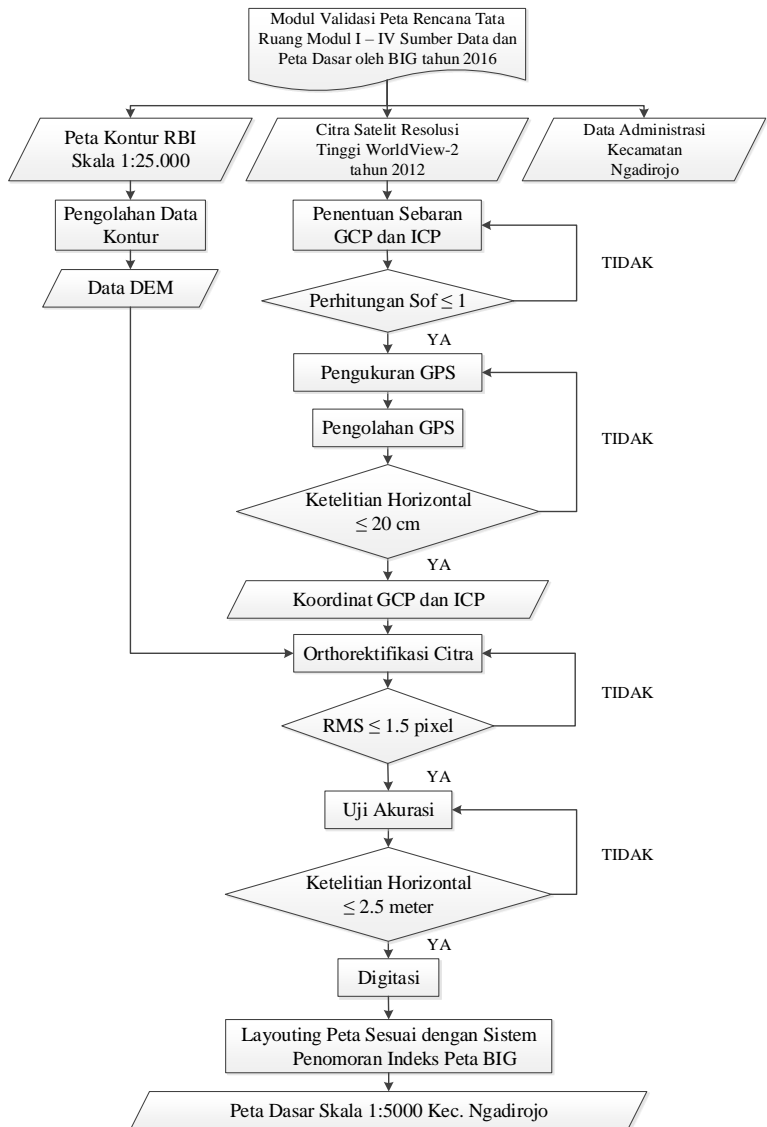 Modul Validasi Peta Rencana Tata
Ruang Modul I – IV Sumber Data dan
Peta Dasar oleh BIG tahun 2016
Peta Kontur RBI
Skala 1:25.000
Citra Satelit Resolusi
Tinggi WorldView-2
tahun 2012
Data Administrasi
Kecamatan
Ngadirojo
Pengolahan Data
Kontur
Penentuan Sebaran
GCP dan ICP
TIDAK
Data DEM
Perhitungan Sof ≤ 1
YA
Pengukuran GPS
Pengolahan GPS
TIDAK
Ketelitian Horizontal
≤ 20 cm
YA
Koordinat GCP dan ICP
Orthorektifikasi Citra
TIDAK
RMS ≤ 1.5 pixel
YA
Uji Akurasi
TIDAK
Ketelitian Horizontal
≤ 2.5 meter
YA
Digitasi
Layouting Peta Sesuai dengan Sistem
Penomoran Indeks Peta BIG
Peta Dasar Skala 1:5000 Kec. Ngadirojo